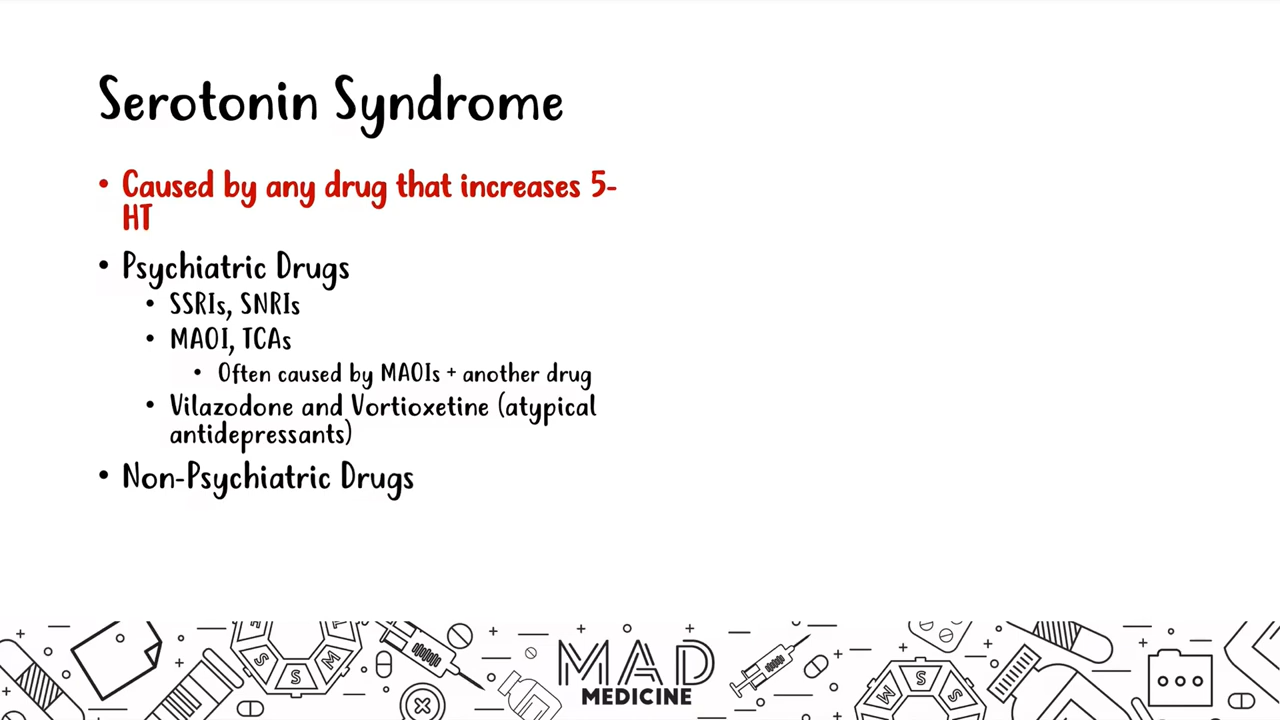 Serotonin Syndrome
• Caused by any drug that increases 5-
HT
• Psychiatric Drugs
• SSRIs, SNRIs
• MAOI, TCAs
• Often caused by MAOIs + another drug
• Vilazodone and Vortioxetine (atypical
antidepressants)
• Non-Psychiatric Drugs
MAD
MEDICINE
S
S
M
M
S
S